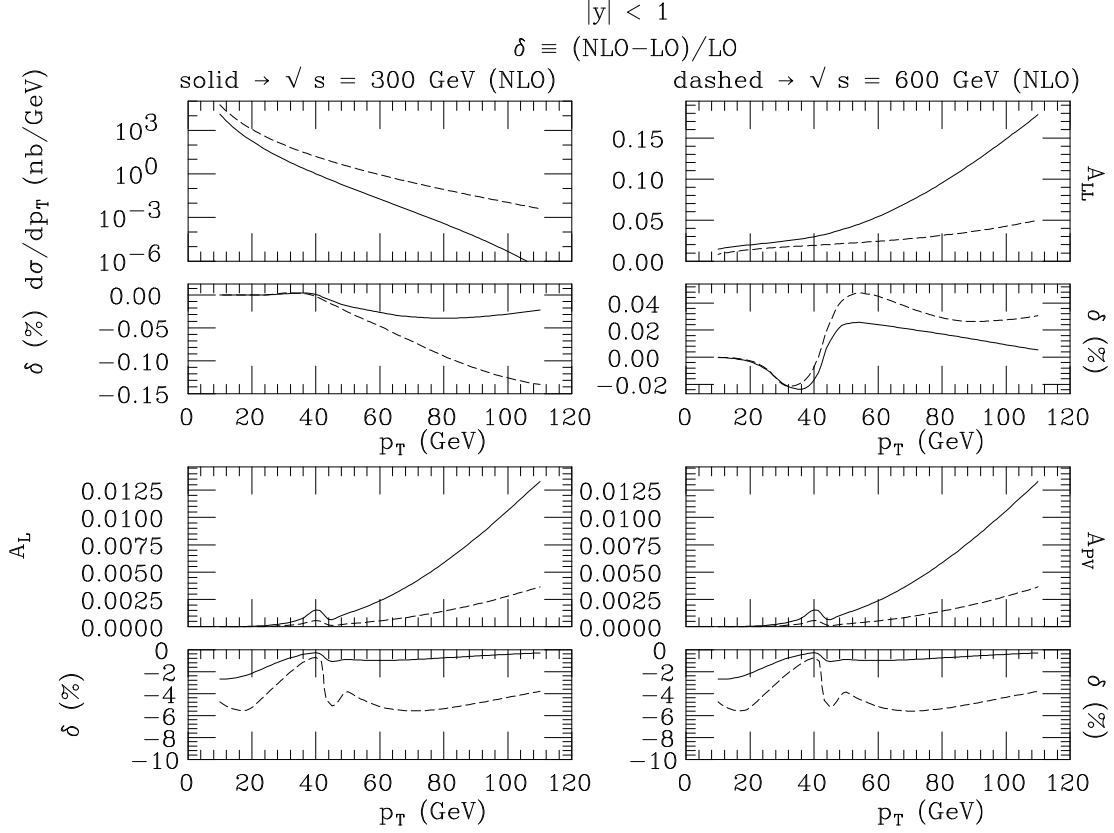 |y| < 1
δ ≡ (NLO−LO)/LO
solid → √ s = 300 GeV (NLO)
dashed → √ s = 600 GeV (NLO)
dσ/dp_T (nb/GeV)
10^3
10^0
10^−3
10^−6
δ (%)
0.00
−0.05
−0.10
−0.15
0 20 40 60 80 100 120
p_T (GeV)
A_LL
0.15
0.10
0.05
0.00
δ (%)
0.04
0.02
0.00
−0.02
0 20 40 60 80 100 120
p_T (GeV)
A_L
0.0125
0.0100
0.0075
0.0050
0.0025
0.0000
δ (%)
0
−2
−4
−6
−8
−10
0 20 40 60 80 100 120
p_T (GeV)
A_PV
0.0125
0.0100
0.0075
0.0050
0.0025
0.0000
δ (%)
0
−2
−4
−6
−8
−10
0 20 40 60 80 100 120
p_T (GeV)